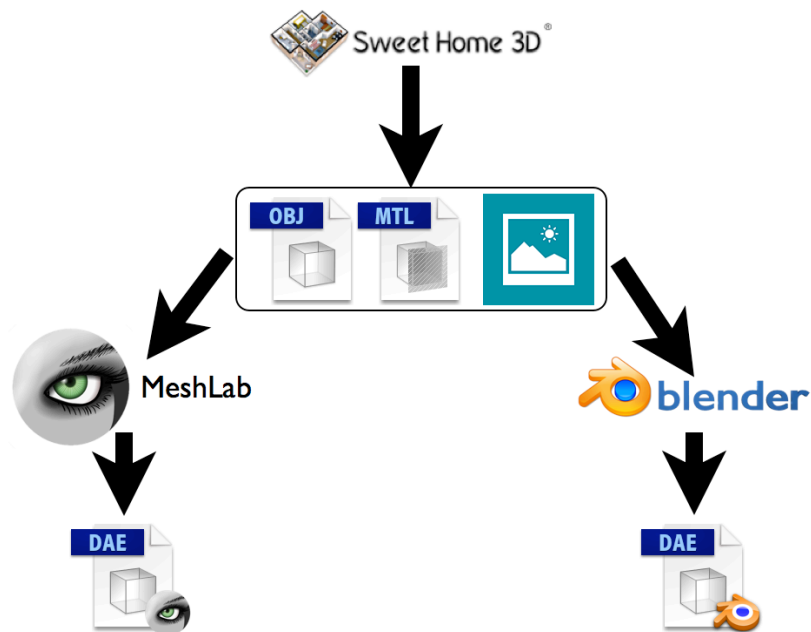 Sweet Home 3D®
OBJ
MTL
MeshLab
blender
DAE
DAE